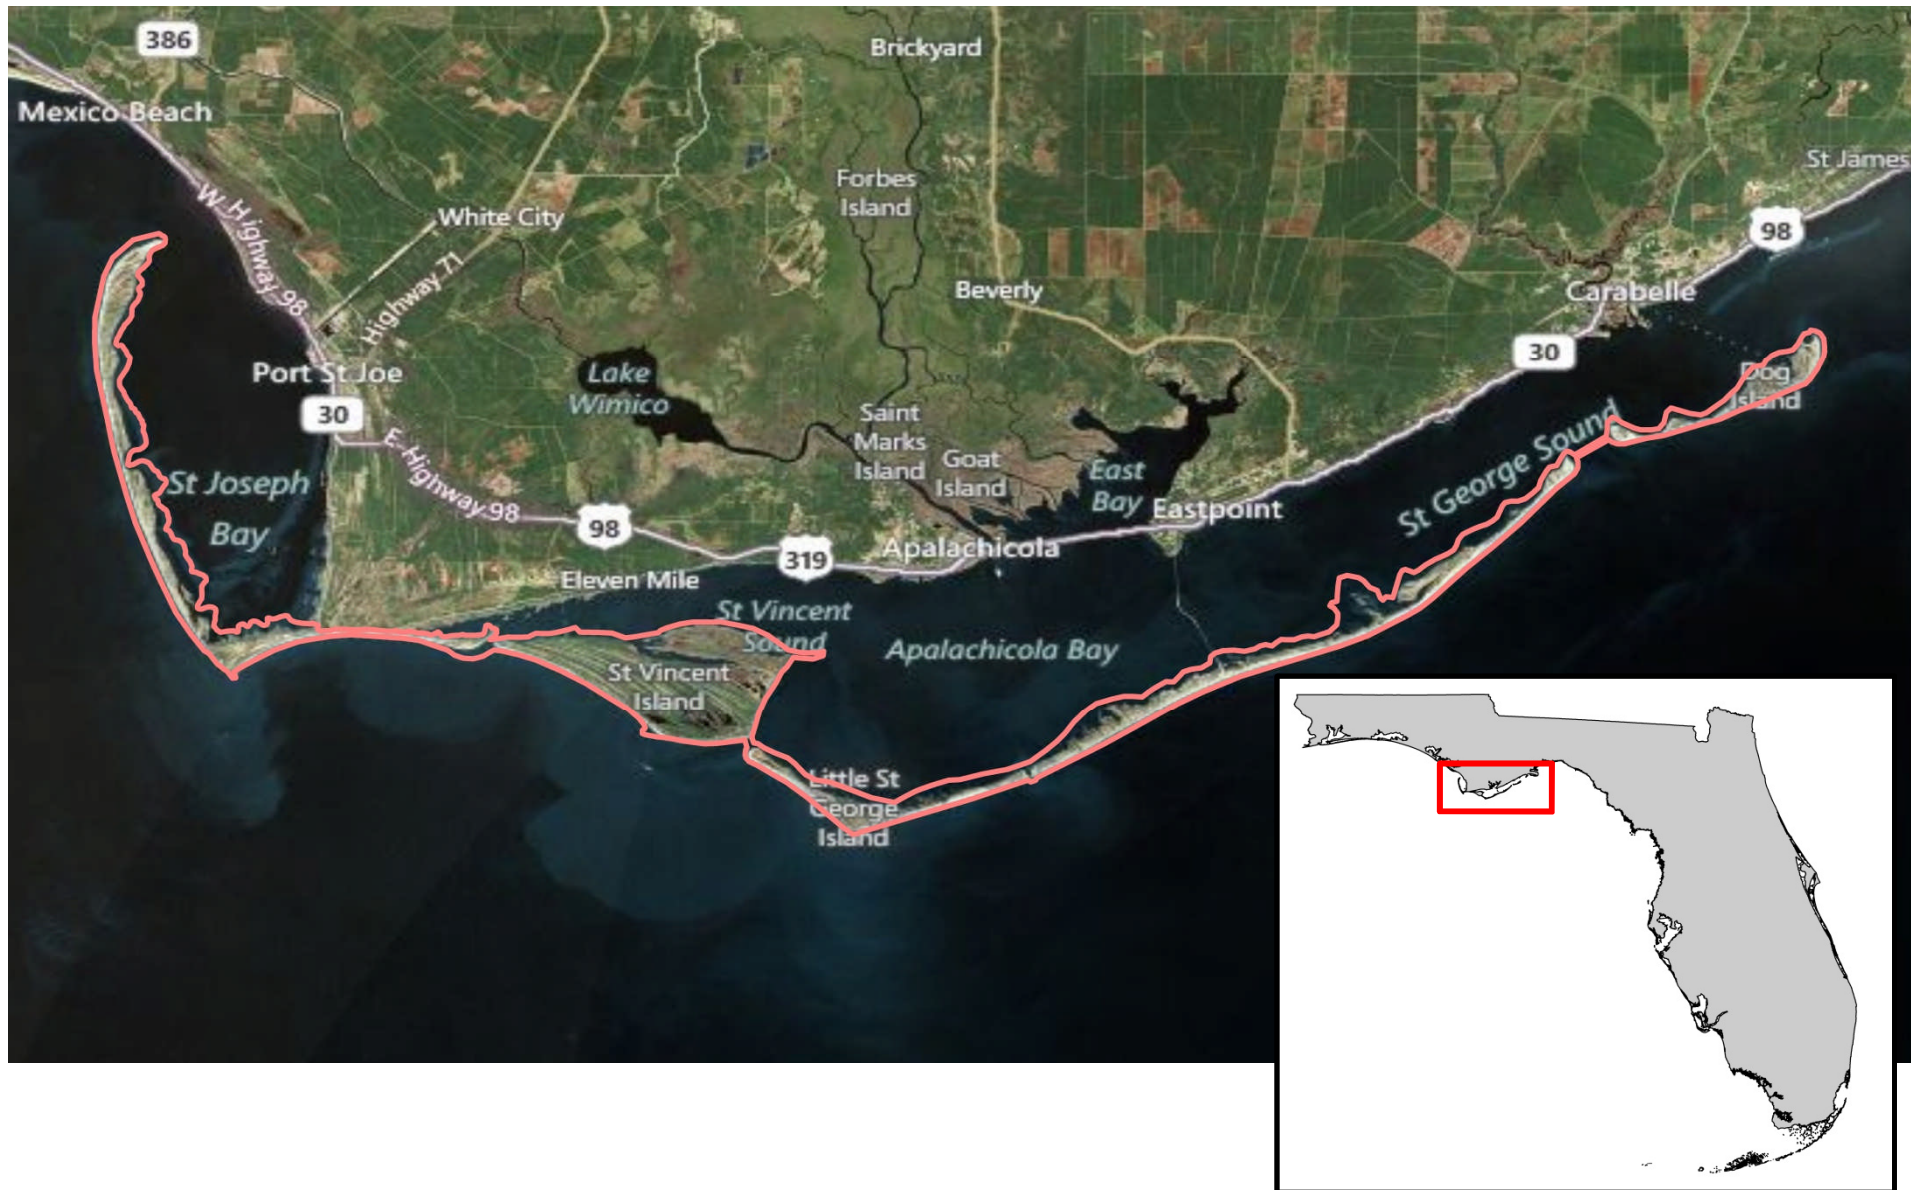 386
Brickyard
Mexico Beach
St James
Forbes
Island
W Highway 98
White City
98
Highway 71
Beverly
Carabelle
30
Port St Joe
Lake
Wimico
Dog
Island
30
Saint
Marks
Island
Goat
Island
East
Bay
St George Sound
E Highway 98
St Joseph
Bay
98
Eastpoint
319
Apalachicola
Eleven Mile
St Vincent
Sound
Apalachicola Bay
St Vincent
Island
Little St
George
Island